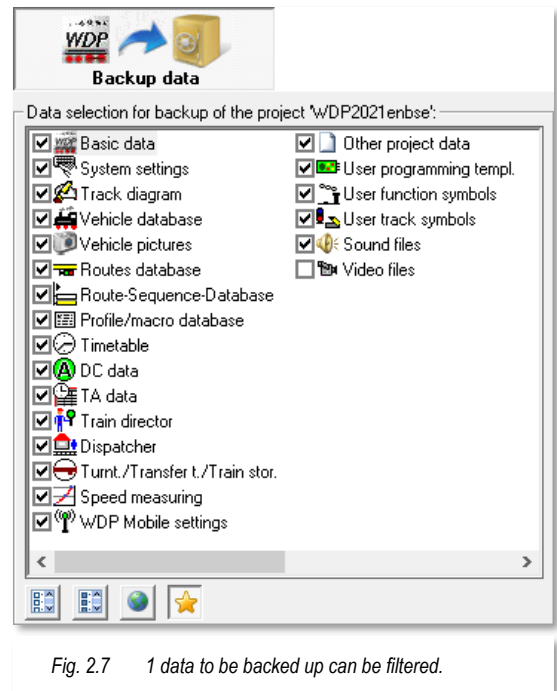 WDP
Backup data
Data selection for backup of the project 'WDP2021enbse':
Basic data
System settings
Track diagram
Vehicle database
Vehicle pictures
Routes database
Route-Sequence-Database
Profile/macro database
Timetable
A DC data
TA data
Train director
Dispatcher
Turnt./Transfer t./Train stor.
Speed measuring
WDP Mobile settings
Other project data
User programming templ.
User function symbols
User track symbols
Sound files
Video files
Fig. 2.7 1 data to be backed up can be filtered.